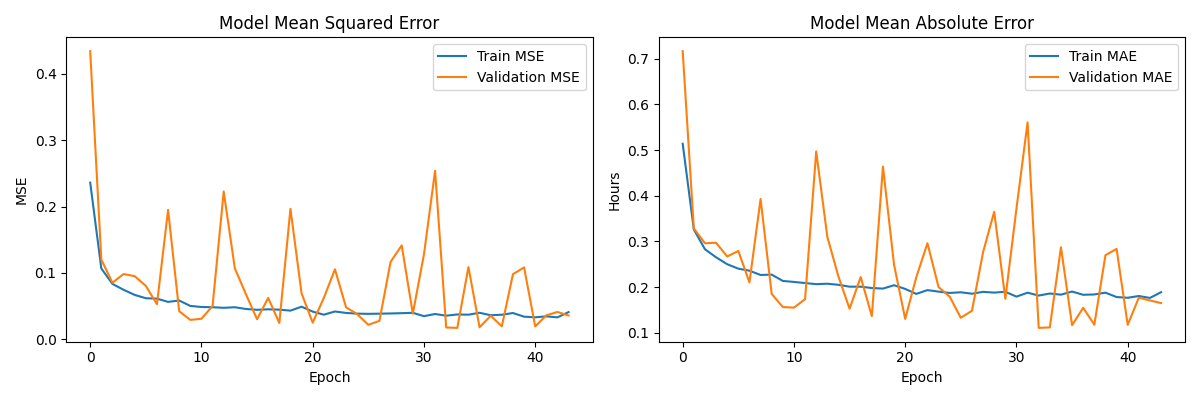 Model Mean Squared Error
Train MSE
Validation MSE
MSE
0.4
0.3
0.2
0.1
0.0
0
10
20
30
40
Epoch
Model Mean Absolute Error
Train MAE
Validation MAE
Hours
0.7
0.6
0.5
0.4
0.3
0.2
0.1
0
10
20
30
40
Epoch